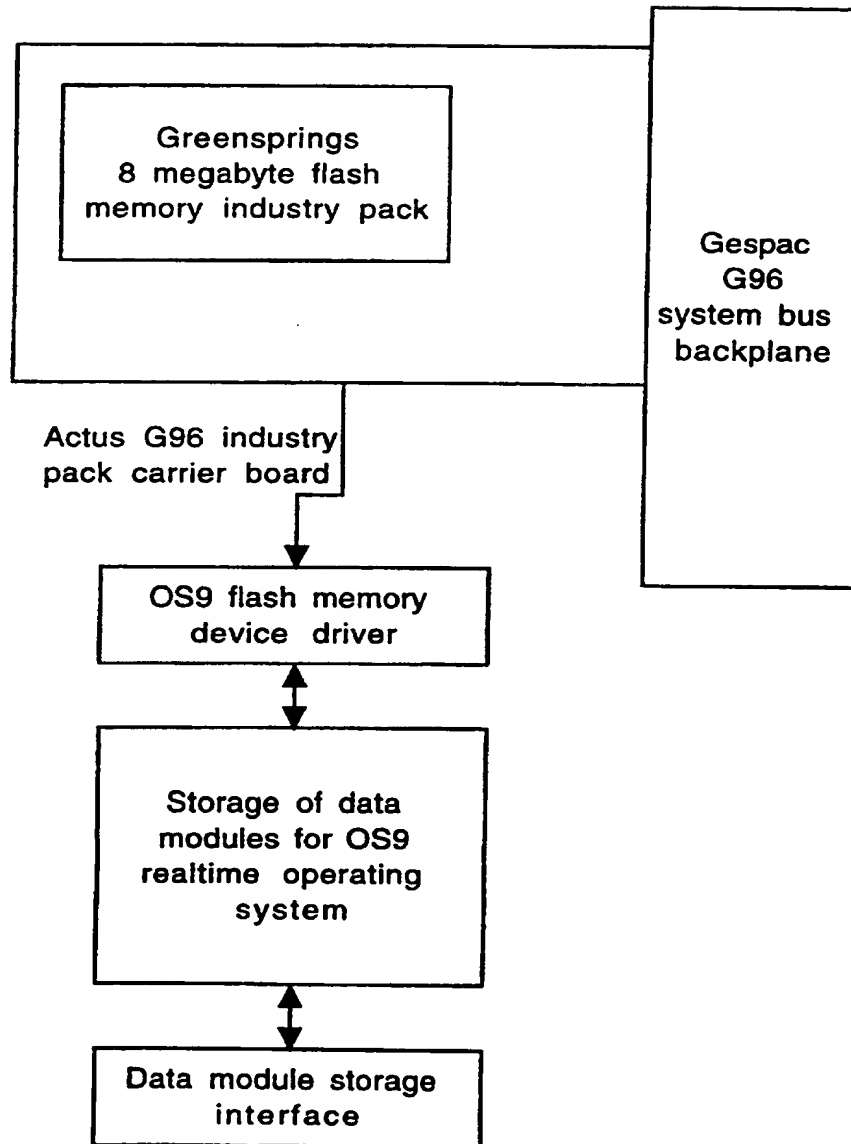 Greensprings
8 megabyte flash
memory industry pack
Gespac
G96
system bus
backplane
Actus G96 industry
pack carrier board
OS9 flash memory
device driver
Storage of data
modules for OS9
realtime operating
system
Data module storage
interface